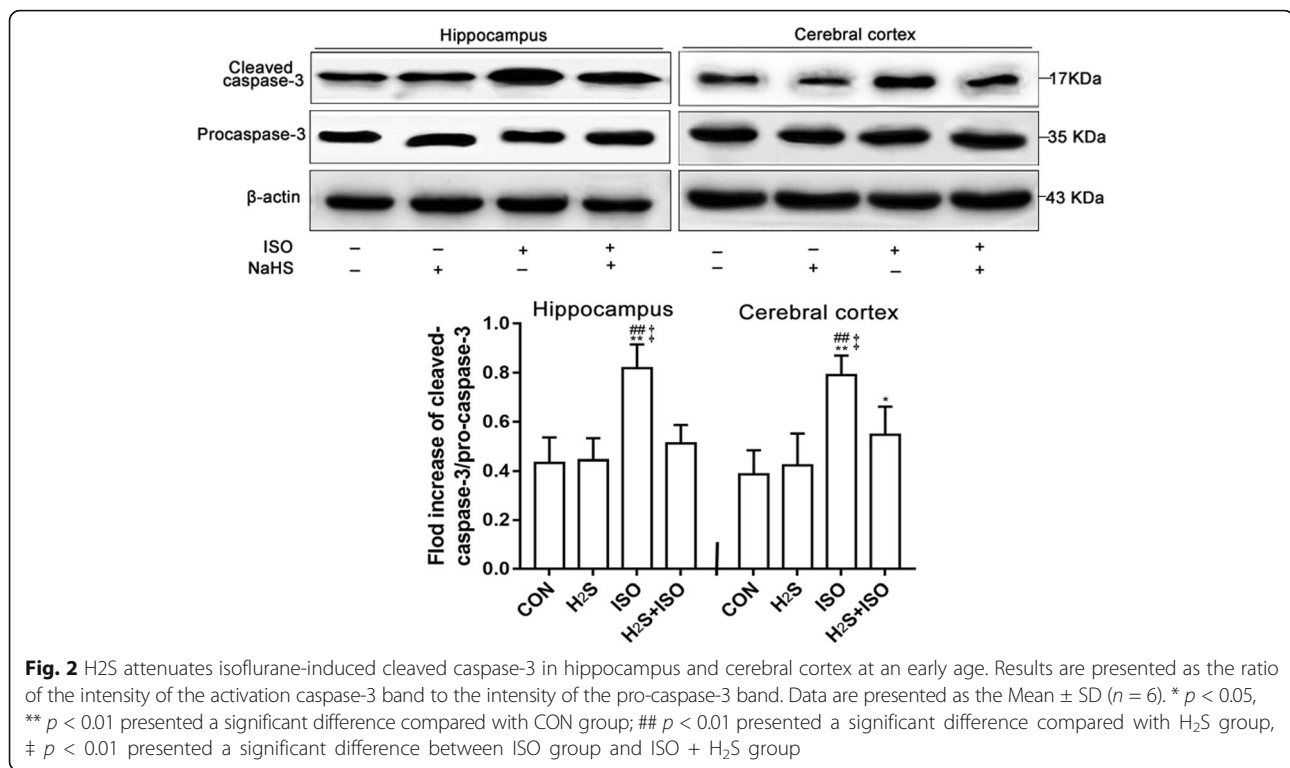 Hippocampus Cerebral cortex
Cleaved
caspase-3
17KDa
Procaspase-3
35 KDa
β-actin
43 KDa
ISO – – + + – – + +
NaHS – + – + – + – +
Hippocampus Cerebral cortex
Flod increase of cleaved-
caspase-3/pro-caspase-3
1.0
0.8
0.6
0.4
0.2
0.0
## ‡
**
## ‡
**
*
CON H2S ISO H2S+ISO CON H2S ISO H2S+ISO
Fig. 2 H2S attenuates isoflurane-induced cleaved caspase-3 in hippocampus and cerebral cortex at an early age. Results are presented as the ratio
of the intensity of the activation caspase-3 band to the intensity of the pro-caspase-3 band. Data are presented as the Mean ± SD (n = 6). * p < 0.05,
** p < 0.01 presented a significant difference compared with CON group; ## p < 0.01 presented a significant difference compared with H₂S group,
‡ p < 0.01 presented a significant difference between ISO group and ISO + H₂S group